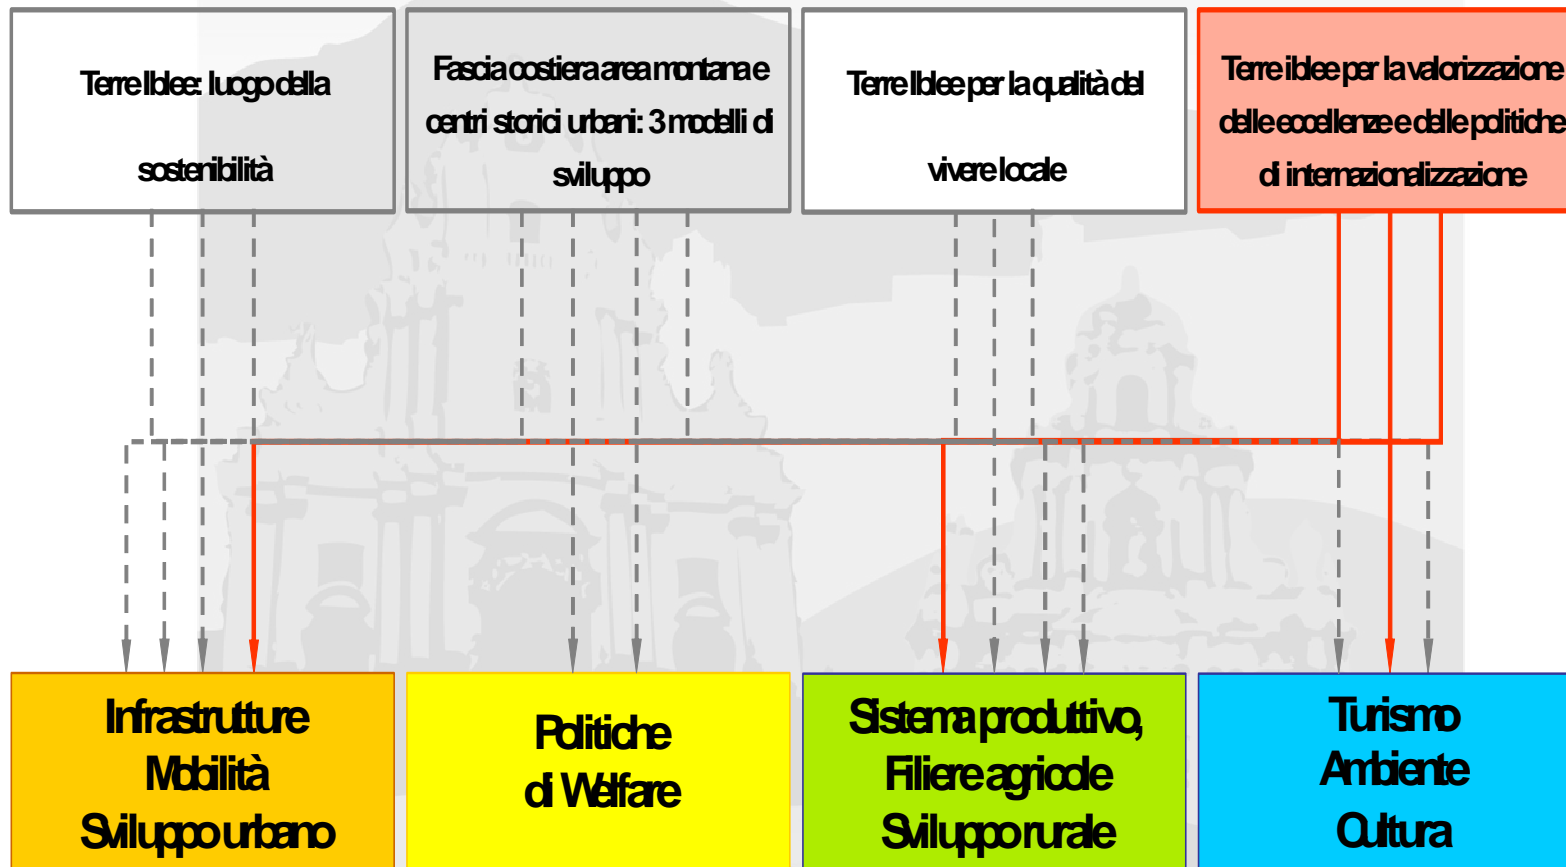 Terre Iblee: luogo della
sostenibilità
Fascia costiera area montana e
centri storici urbani: 3 modelli di
sviluppo
Terre Iblee per la qualità del
vivere locale
Terre iblee per la valorizzazione
delle eccellenze e delle politiche
di internazionalizzazione
Infrastrutture
Mobilità
Sviluppo urbano
Politiche
di Welfare
Sistema produttivo,
Filiere agricole
Sviluppo rurale
Turismo
Ambiente
Cultura